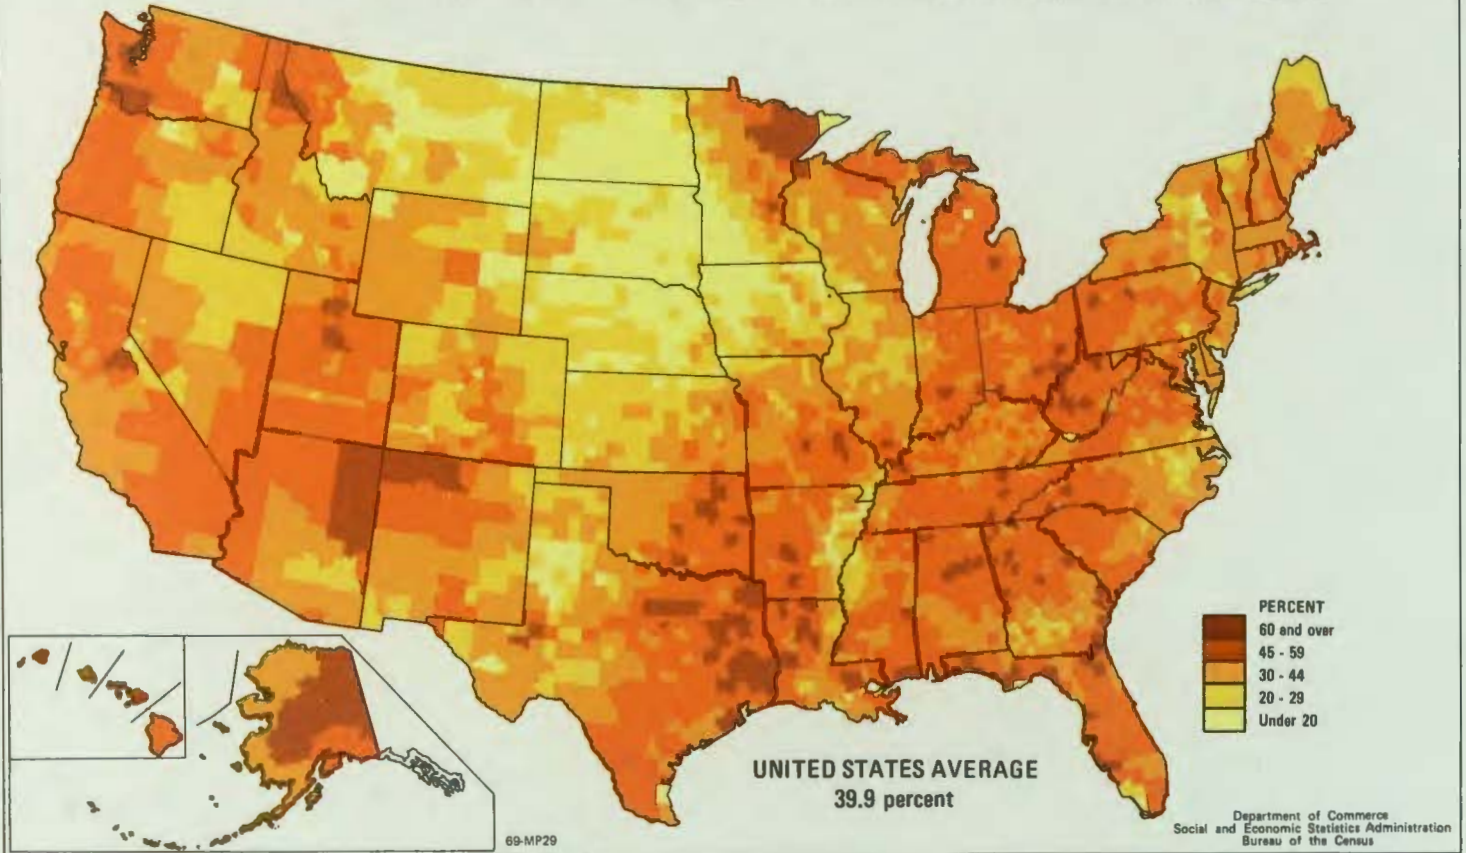 PERCENT
60 and over
45 - 59
30 - 44
20 - 29
Under 20
UNITED STATES AVERAGE
39.9 percent
69-MP29
Department of Commerce
Social and Economic Statistics Administration
Bureau of the Census